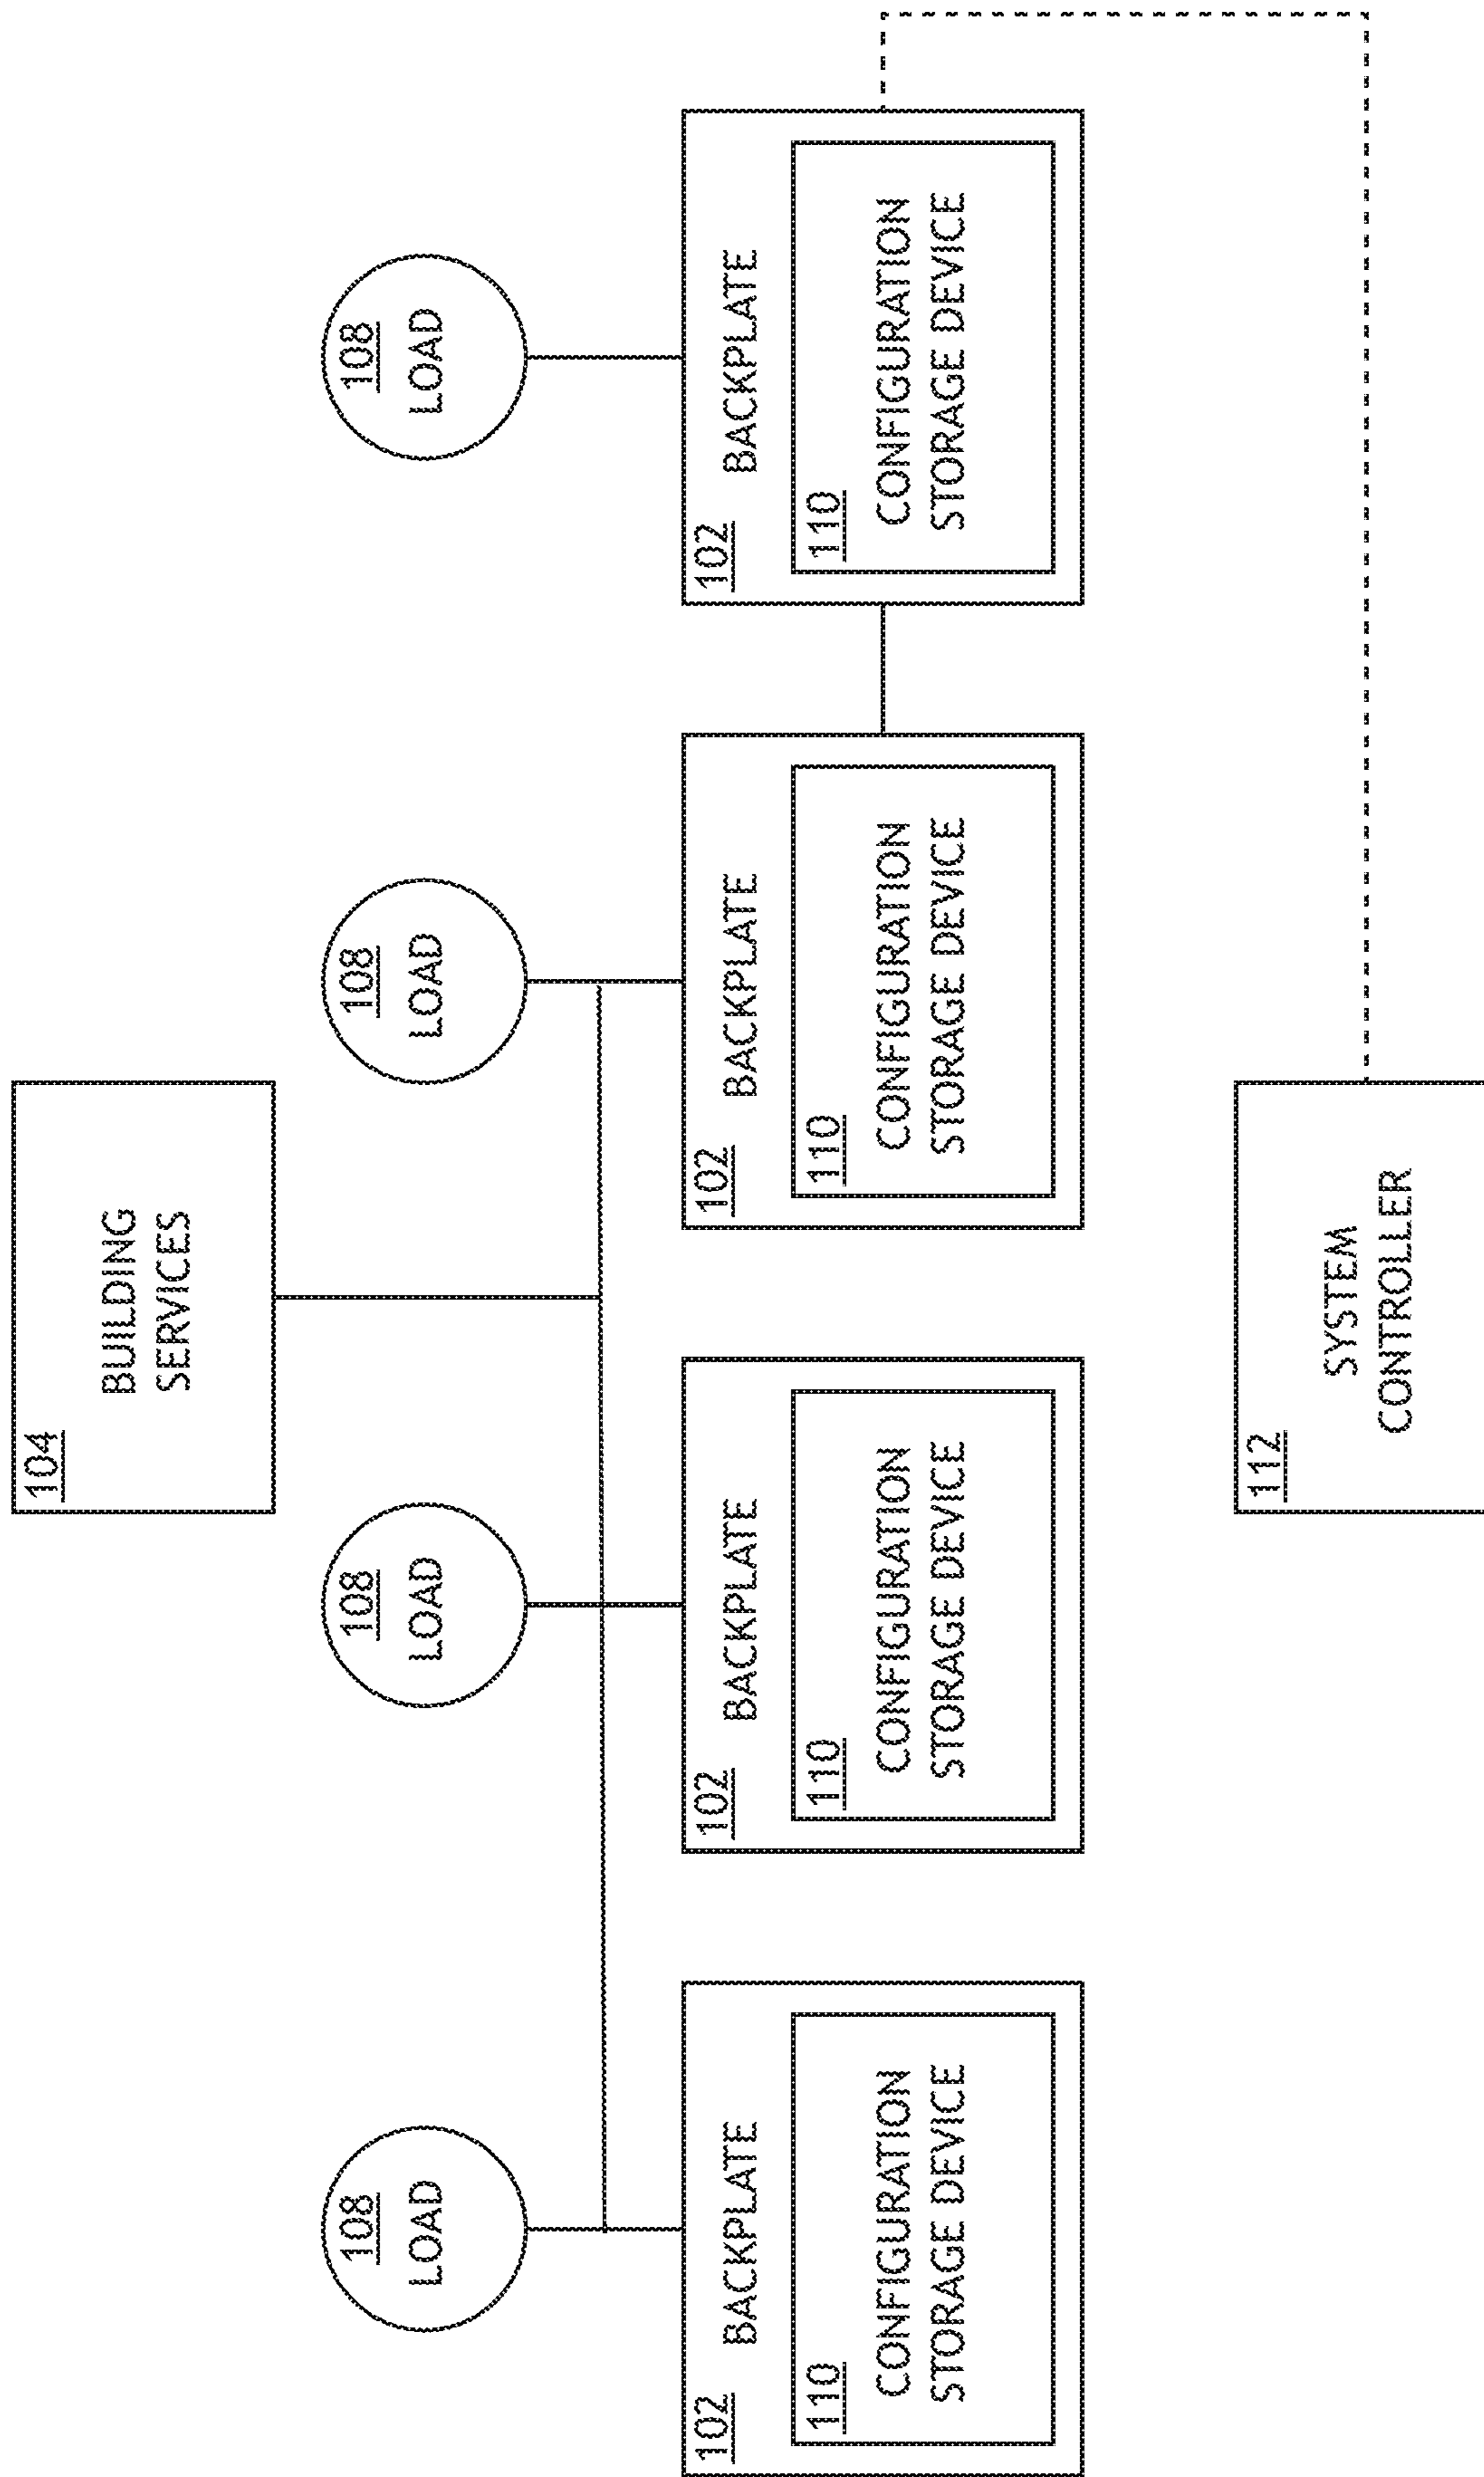 104
BUILDING
SERVICES
108
LOAD
108
LOAD
108
LOAD
108
LOAD
102
BACKPLATE
110
CONFIGURATION
STORAGE DEVICE
102
BACKPLATE
110
CONFIGURATION
STORAGE DEVICE
102
BACKPLATE
110
CONFIGURATION
STORAGE DEVICE
102
BACKPLATE
110
CONFIGURATION
STORAGE DEVICE
112
SYSTEM
CONTROLLER